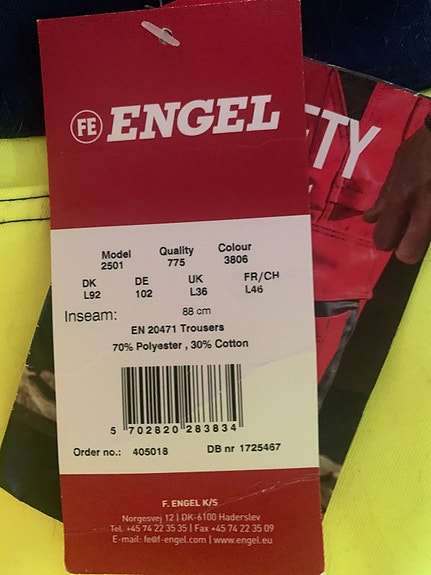 FE ENGEL
TY
Model Quality Colour
2501 775 3806
DK DE UK FR/CH
L92 102 L36 L46
Inseam: 88 cm
EN 20471 Trousers
70% Polyester , 30% Cotton
5 702820 283834
Order no.: 405018 DB nr 1725467
F. ENGEL K/S
Norgesvej 12 | DK-6100 Haderslev
Tel. +45 74 22 35 35 | Fax +45 74 22 35 09
E-mail: fe@f-engel.com | www.engel.eu